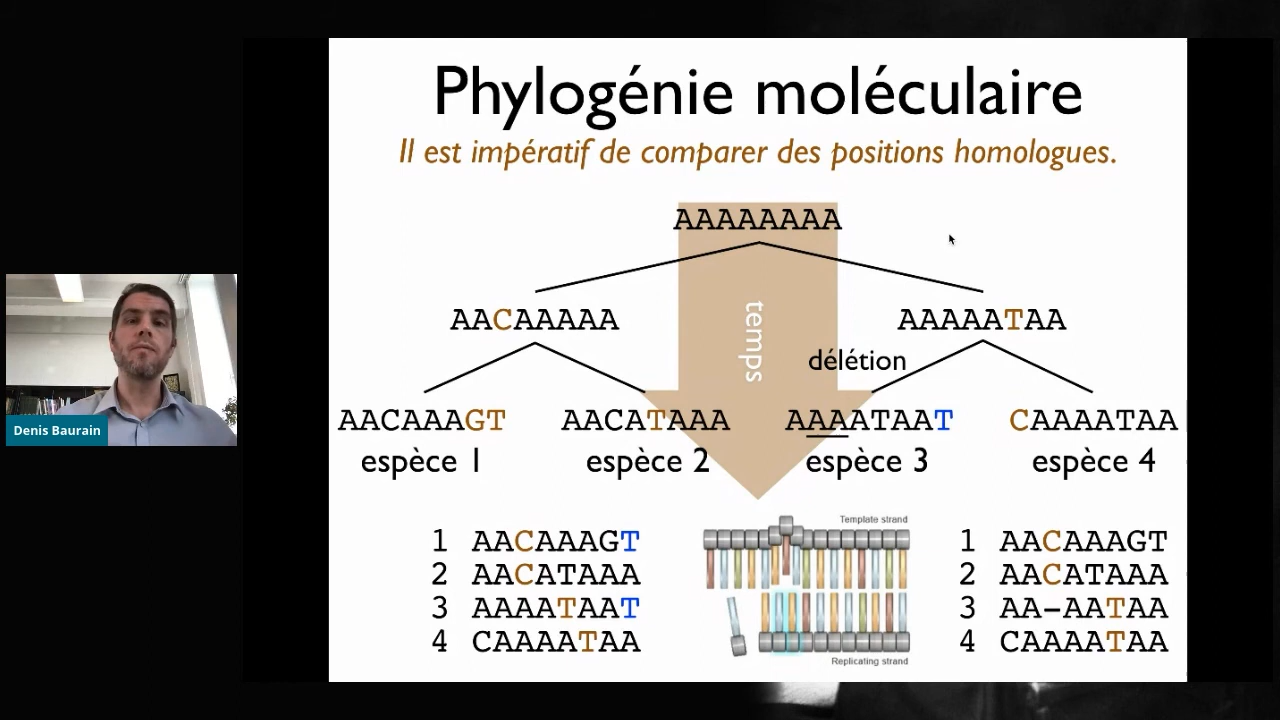 Phylogénie moléculaire
Il est impératif de comparer des positions homologues.
AAAAAAAA
AACAAAAA
AAAAATAA
temps
délétion
AACAAAGT
AACATAAA
AAAATAAT
CAAAATAA
espèce 1
espèce 2
espèce 3
espèce 4
Denis Baurain
1 AACAAAGT
2 AACATAAA
3 AAAATAAT
4 CAAAATAA
Template strand
Replicating strand
1 AACAAAGT
2 AACATAAA
3 AA–AATAA
4 CAAAATAA